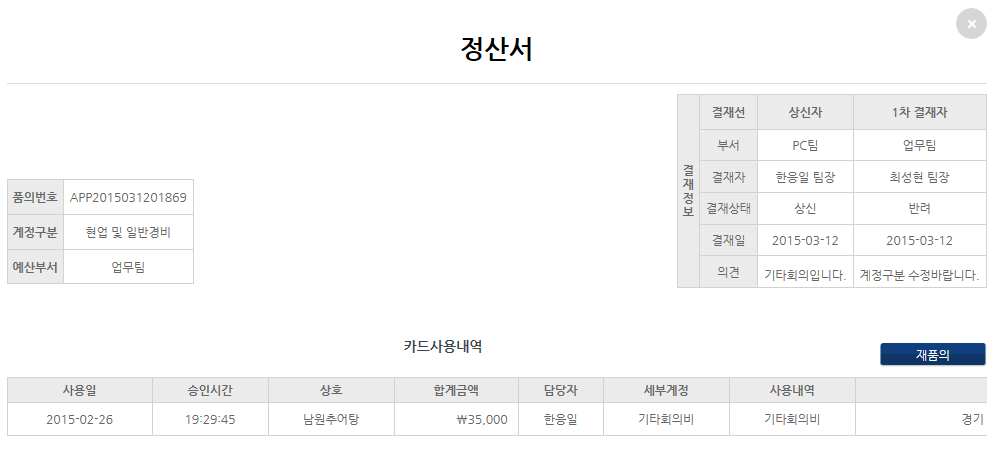 정산서
결재정보
결재선 상신자 1차 결재자
부서 PC팀 업무팀
결재자 한응일 팀장 최성현 팀장
결재상태 상신 반려
결재일 2015-03-12 2015-03-12
의견 기타회의입니다. 계정구분 수정바랍니다.
품의번호 APP2015031201869
계정구분 현업 및 일반경비
예산부서 업무팀
카드사용내역
재품의
사용일 승인시간 상호 합계금액 담당자 세부계정 사용내역
2015-02-26 19:29:45 남원추어탕 ₩35,000 한응일 기타회의비 기타회의비 경기